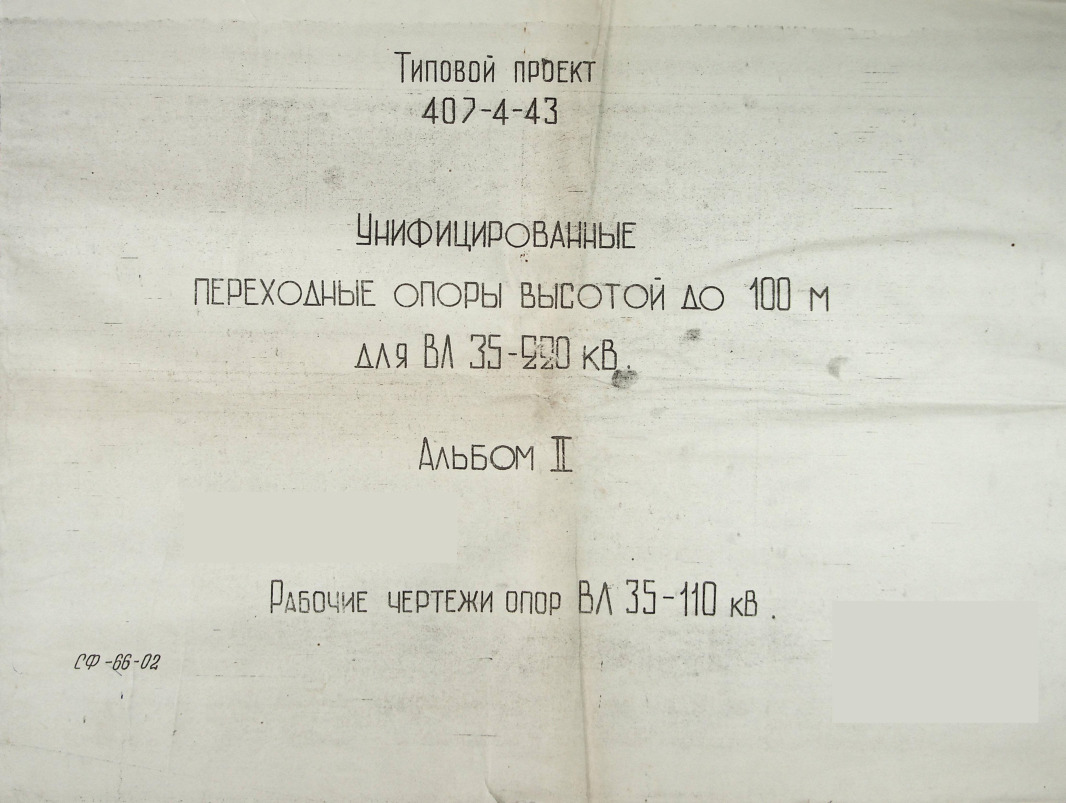 Типовой проект
407-4-43
Унифицированные
переходные опоры высотой до 100 м
для ВЛ 35-220 кВ.
Альбом II
Рабочие чертежи опор ВЛ 35-110 кВ.
СФ-66-02